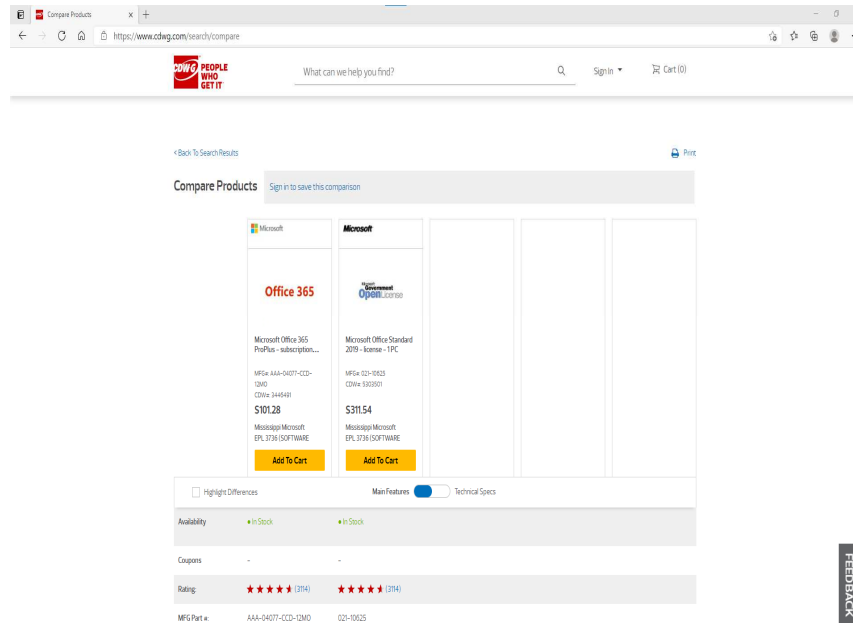 Compare Products
https://www.cdwg.com/search/compare
CDWG PEOPLE
WHO
GET IT
What can we help you find?
Sign In
Cart (0)
< Back To Search Results
Print
Compare Products
Sign in to save this comparison
Microsoft
Microsoft
Office 365
Microsoft
Government
Open License
Microsoft Office 365
ProPlus - subscription....
Microsoft Office Standard
2019 - license - 1 PC
MFG#: AAA-04077-CCD-
12MO
CDW#: 3446491
MFG#: 021-10625
CDW#: 5303501
$101.28
$311.54
Mississippi Microsoft
EPL 3736 (SOFTWARE
Mississippi Microsoft
EPL 3736 (SOFTWARE
Add To Cart
Add To Cart
Highlight Differences
Main Features
Technical Specs
Availability
In Stock
In Stock
Coupons
-
-
Rating:
(3114)
(3114)
MFG Part #:
AAA-04077-CCD-12MO
021-10625
FEEDBACK